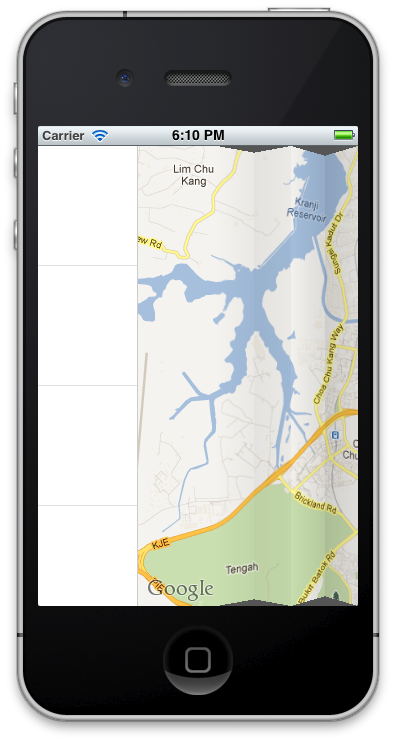 Carrier 6:10 PM
Lim Chu
Kang
Kranji
Reservoir
Sungei Kadut Dr
ew Rd
Choa Chu Kang Way
C
Chu
Brickland Rd
KJE
Tengah
PIE
Bukit Batok Rd
Google